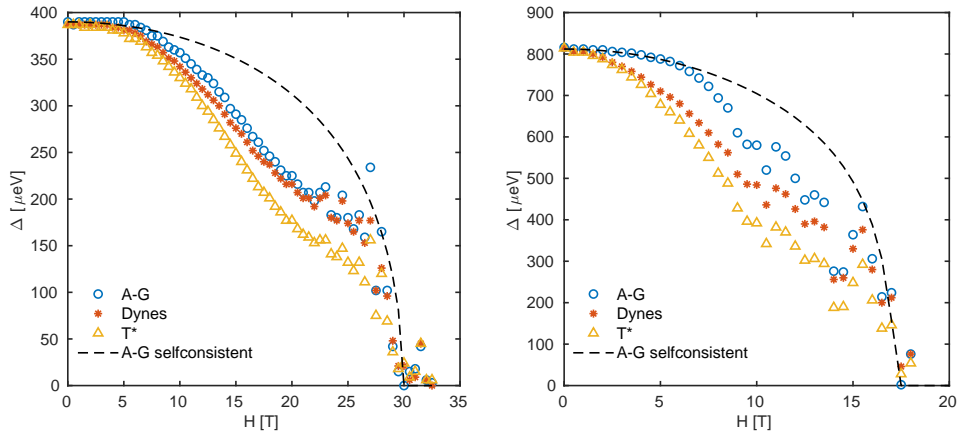 400
350
300
250
200
150
100
50
0
Δ [ μeV]
A-G
Dynes
T*
A-G selfconsistent
0 5 10 15 20 25 30 35
H [T]
900
800
700
600
500
400
300
200
100
0
Δ [ μeV]
A-G
Dynes
T*
A-G selfconsistent
0 5 10 15 20
H [T]